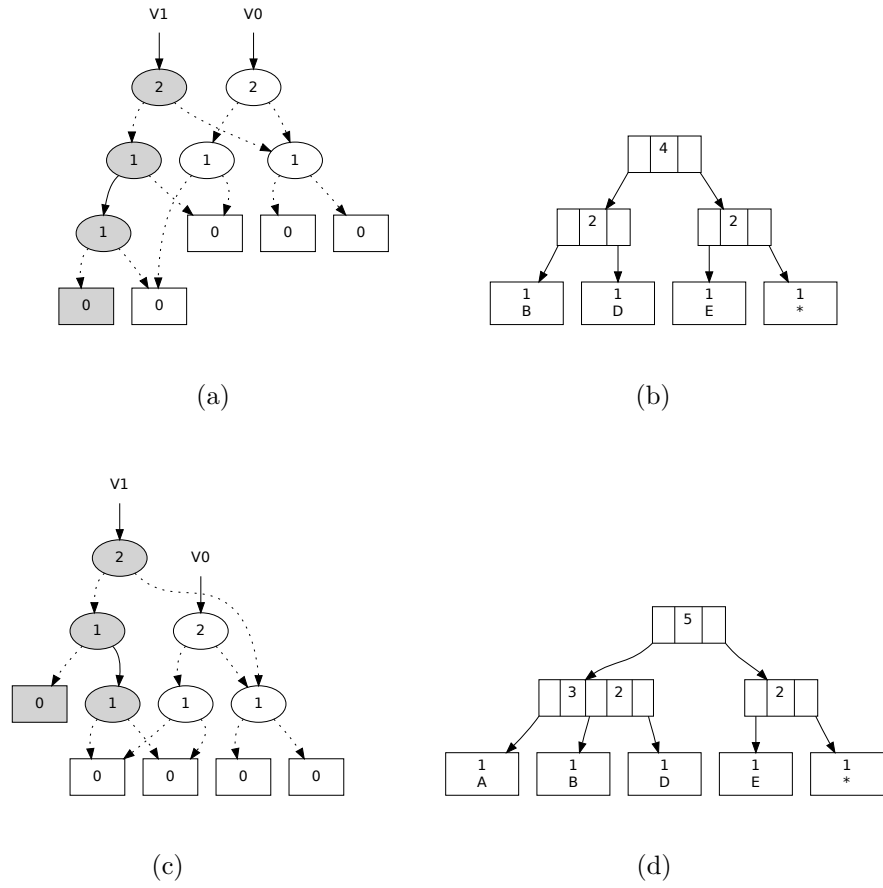 V1 V0
2 2
4
1 1 1
2 2
1 0 0 0
0 0
1 1 1 1
B D E *
(a) (b)
V1
2 V0
5
1 2
3 2 2
0 1 1 1
0 0 0 0
1 1 1 1 1
A B D E *
(c) (d)